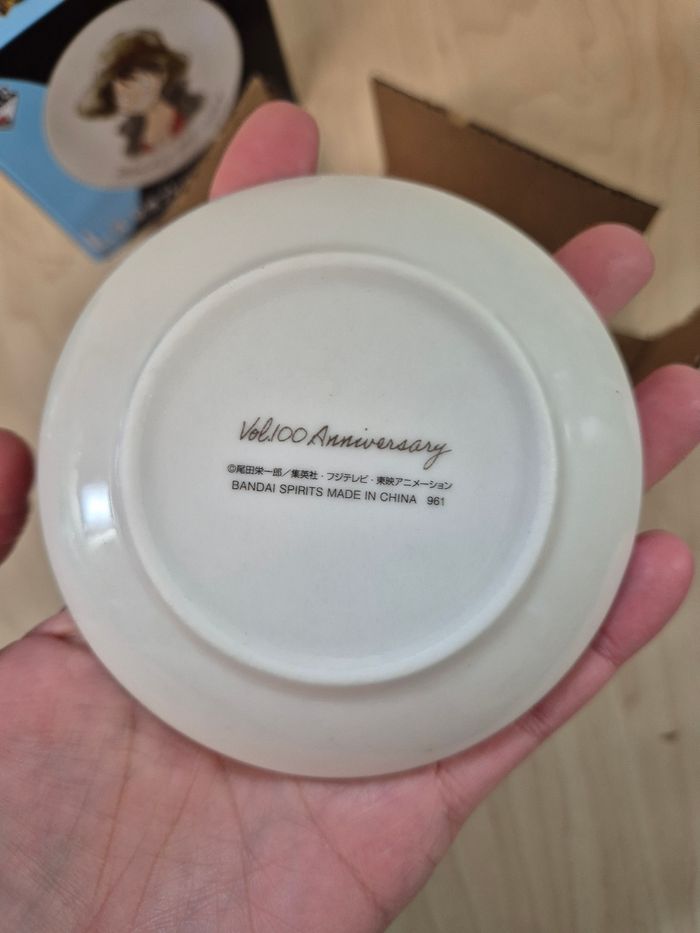 Vol.100 Anniversary
©尾田栄一郎／集英社・フジテレビ・東映アニメーション
BANDAI SPIRITS MADE IN CHINA 961